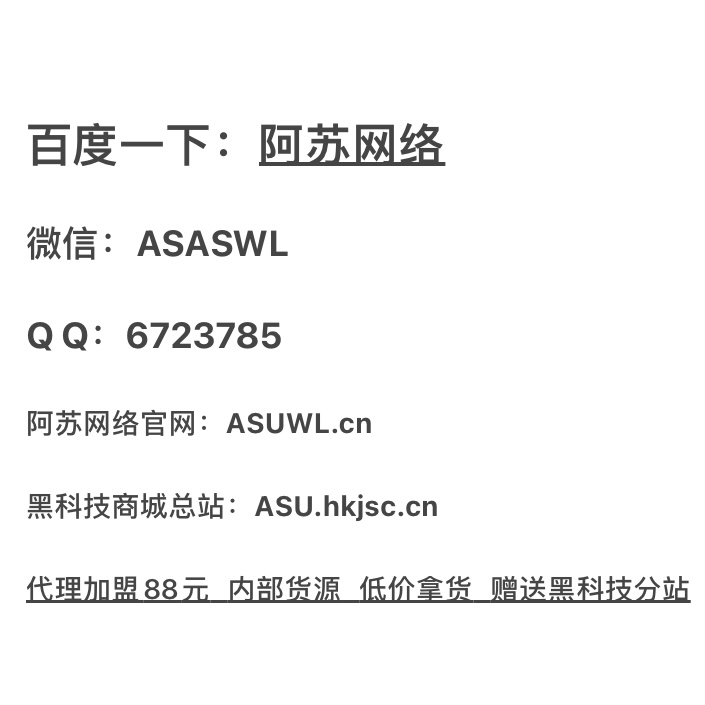 百度一下：阿苏网络
微信：ASASWL
Q Q：6723785
阿苏网络官网：ASUWL.cn
黑科技商城总站：ASU.hkjsc.cn
代理加盟88元 内部货源 低价拿货 赠送黑科技分站